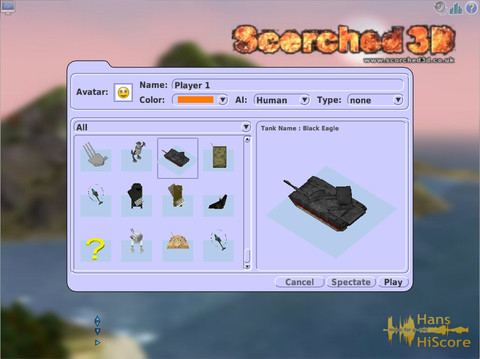 Scorched3D
www.scorched3d.co.uk
Avatar:
Name: Player 1
Color: AI: Human Type: none
All
Tank Name : Black Eagle
?
Cancel Spectate Play
Hans
HiScore